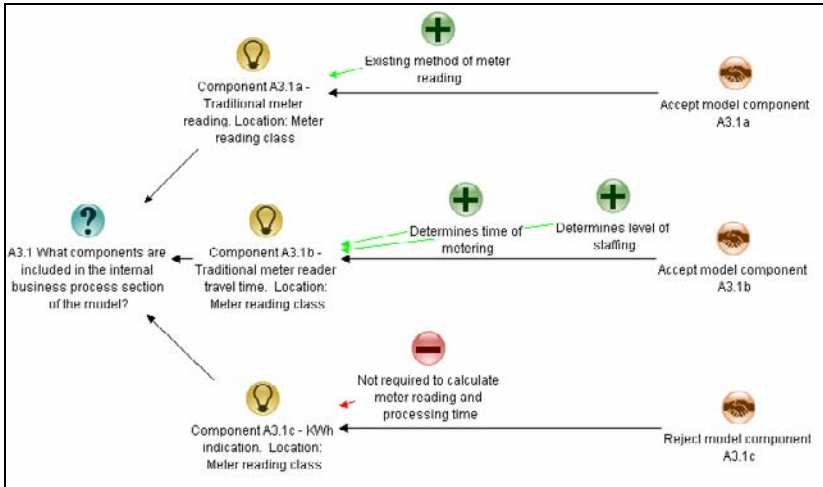 Existing method of meter
reading
Component A3.1a -
Traditional meter
reading. Location: Meter
reading class
Accept model component
A3.1a
A3.1 What components are
included in the internal
business process section
of the model?
Component A3.1b -
Traditional meter reader
travel time. Location:
Meter reading class
Determines time of
metering
Determines level of
staffing
Accept model component
A3.1b
Not required to calculate
meter reading and
processing time
Component A3.1c - KWh
indication. Location:
Meter reading class
Reject model component
A3.1c